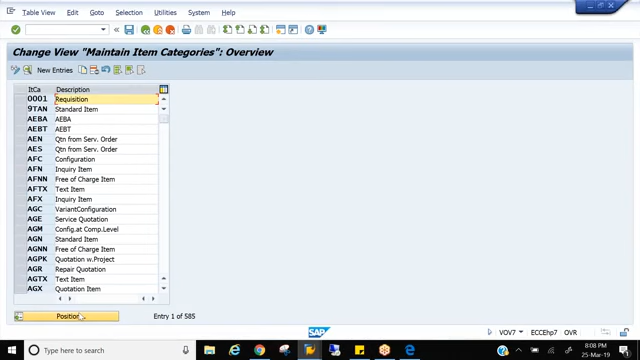 Table View Edit Goto Selection Utilities System Help
Change View "Maintain Item Categories": Overview
New Entries
ItCa Description
0001 Requisition
9TAN Standard Item
AEBA AEBA
AEBT AEBT
AEN Qtn from Serv. Order
AES Qtn from Serv. Order
AFC Configuration
AFN Inquiry Item
AFNN Free of Charge Item
AFTX Text Item
AFX Inquiry Item
AGC VariantConfiguration
AGE Service Quotation
AGM Config.at Comp.Level
AGN Standard Item
AGNN Free of Charge Item
AGPK Quotation w.Project
AGR Repair Quotation
AGTX Text Item
AGX Quotation Item
Position... Entry 1 of 585
SAP VOV7 ECCEhp7 OVR
Type here to search
8:08 PM
25-Mar-19